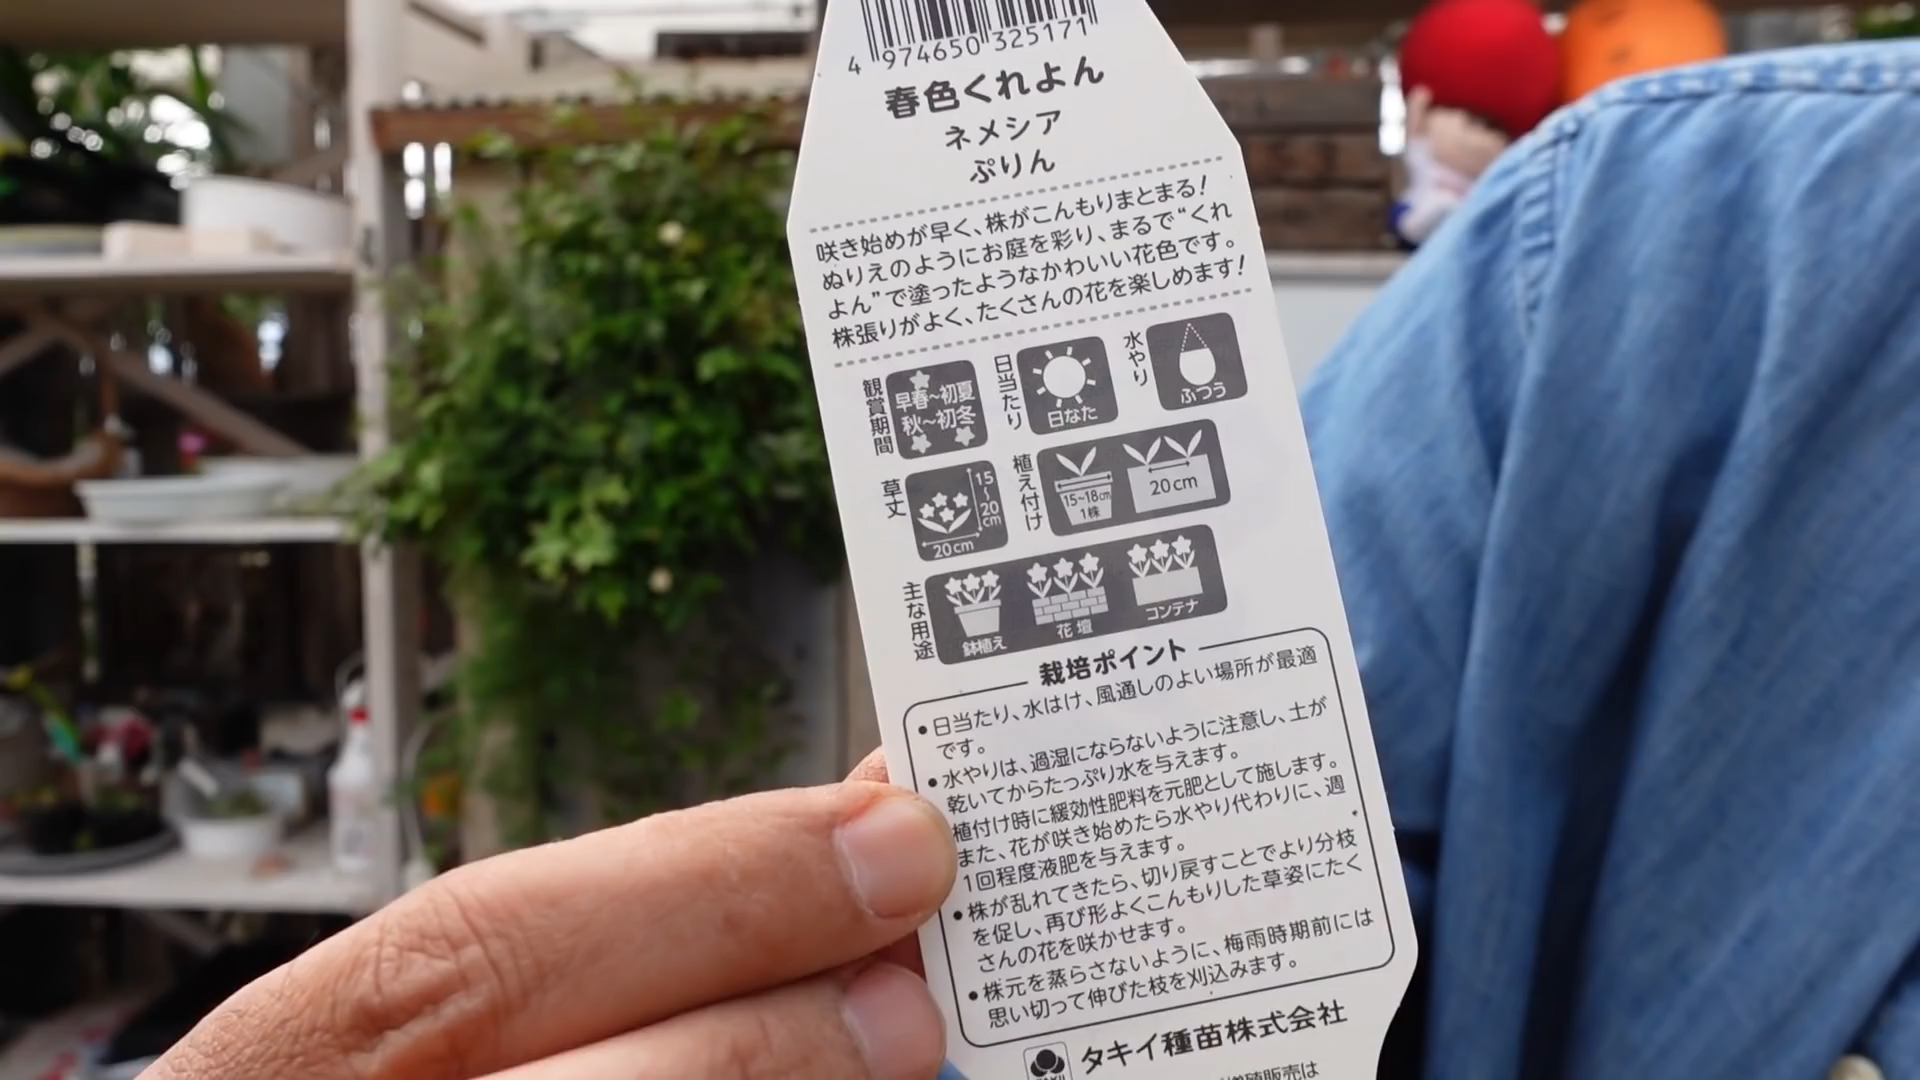 4 974650 325171
春色くれよん
ネメシア
ぷりん
咲き始めが早く、株がこんもりまとまる!
ぬりえのようにお庭を彩り、まるで“くれ
よん”で塗ったようなかわいい花色です。
株張りがよく、たくさんの花を楽しめます!
観賞期間
早春~初夏
秋~初冬
日当たり
日なた
水やり
ふつう
草丈
15~20cm
20cm
植え付け
15~18cm
1株
20cm
主な用途
鉢植え
花壇
コンテナ
栽培ポイント
●日当たり、水はけ、風通しのよい場所が最適
です。
●水やりは、過湿にならないように注意し、土が
乾いてからたっぷり水を与えます。
植付け時に緩効性肥料を元肥として施します。
また、花が咲き始めたら水やり代わりに、週
1回程度液肥を与えます。
●株が乱れてきたら、切り戻すことでより分枝
を促し、再び形よくこんもりした草姿にたく
さんの花を咲かせます。
●株元を蒸らさないように、梅雨時期前には
思い切って伸びた枝を刈込みます。
タキイ種苗株式会社
販売は